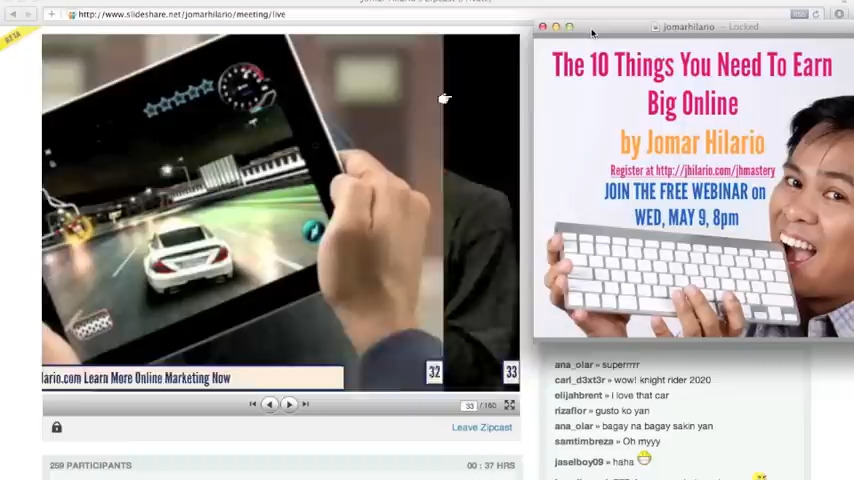 http://www.slideshare.net/jomarhilario/meeting/live
RSS
BETA
jomarhilario — Locked
The 10 Things You Need To Earn
Big Online
by Jomar Hilario
Register at http://jhilario.com/jhmastery
JOIN THE FREE WEBINAR on
WED, MAY 9, 8pm
lario.com Learn More Online Marketing Now
32
33
33 / 160
Leave Zipcast
259 PARTICIPANTS
00 : 37 HRS
ana_olar » superrrrr
carl_d3xt3r » wow! knight rider 2020
elijahbrent » i love that car
rizaflor » gusto ko yan
ana_olar » bagay na bagay sakin yan
samtimbreza » Oh myyy
jaselboy09 » haha